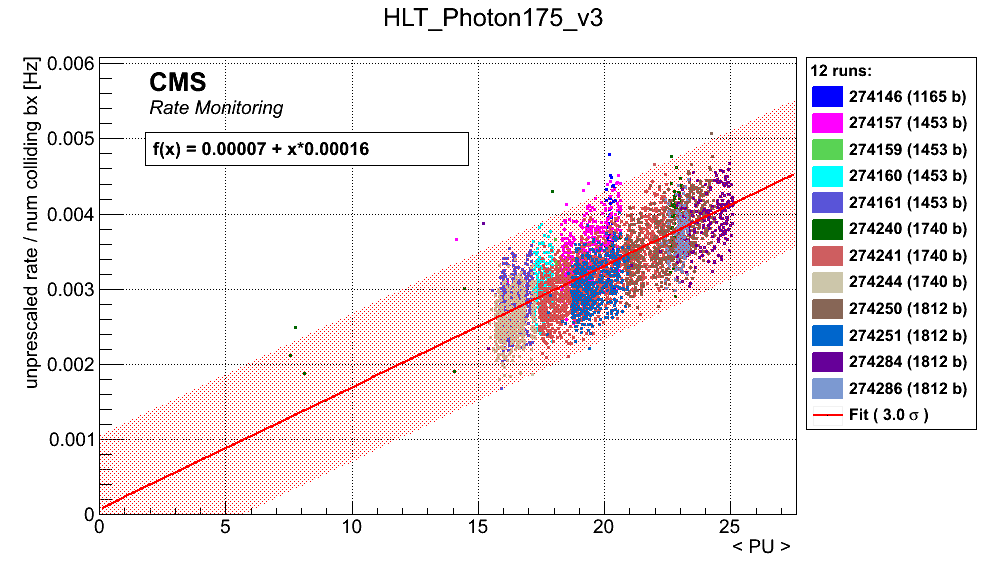 HLT_Photon175_v3
unprescaled rate / num colliding bx [Hz]
0.006
0.005
0.004
0.003
0.002
0.001
0
CMS
Rate Monitoring
f(x) = 0.00007 + x*0.00016
0 5 10 15 20 25
< PU >
12 runs:
274146 (1165 b)
274157 (1453 b)
274159 (1453 b)
274160 (1453 b)
274161 (1453 b)
274240 (1740 b)
274241 (1740 b)
274244 (1740 b)
274250 (1812 b)
274251 (1812 b)
274284 (1812 b)
274286 (1812 b)
Fit ( 3.0 σ )